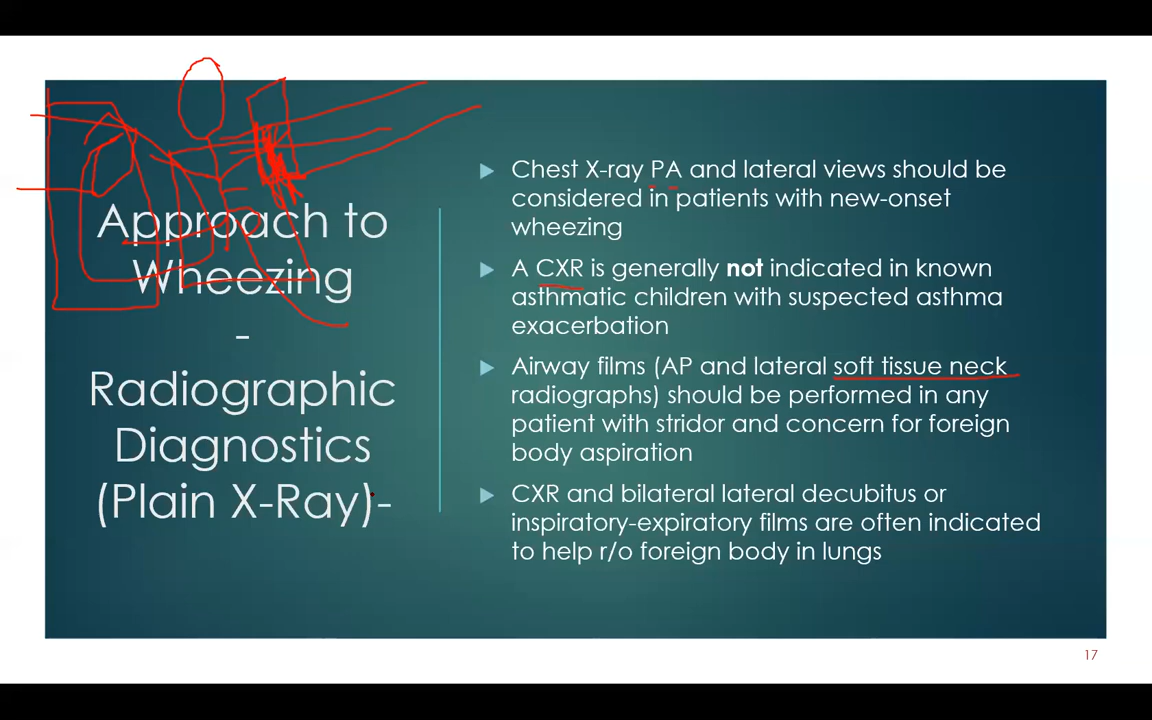 Approach to
Wheezing
-
Radiographic
Diagnostics
(Plain X-Ray)-
Chest X-ray PA and lateral views should be
considered in patients with new-onset
wheezing
A CXR is generally not indicated in known
asthmatic children with suspected asthma
exacerbation
Airway films (AP and lateral soft tissue neck
radiographs) should be performed in any
patient with stridor and concern for foreign
body aspiration
CXR and bilateral lateral decubitus or
inspiratory-expiratory films are often indicated
to help r/o foreign body in lungs
17